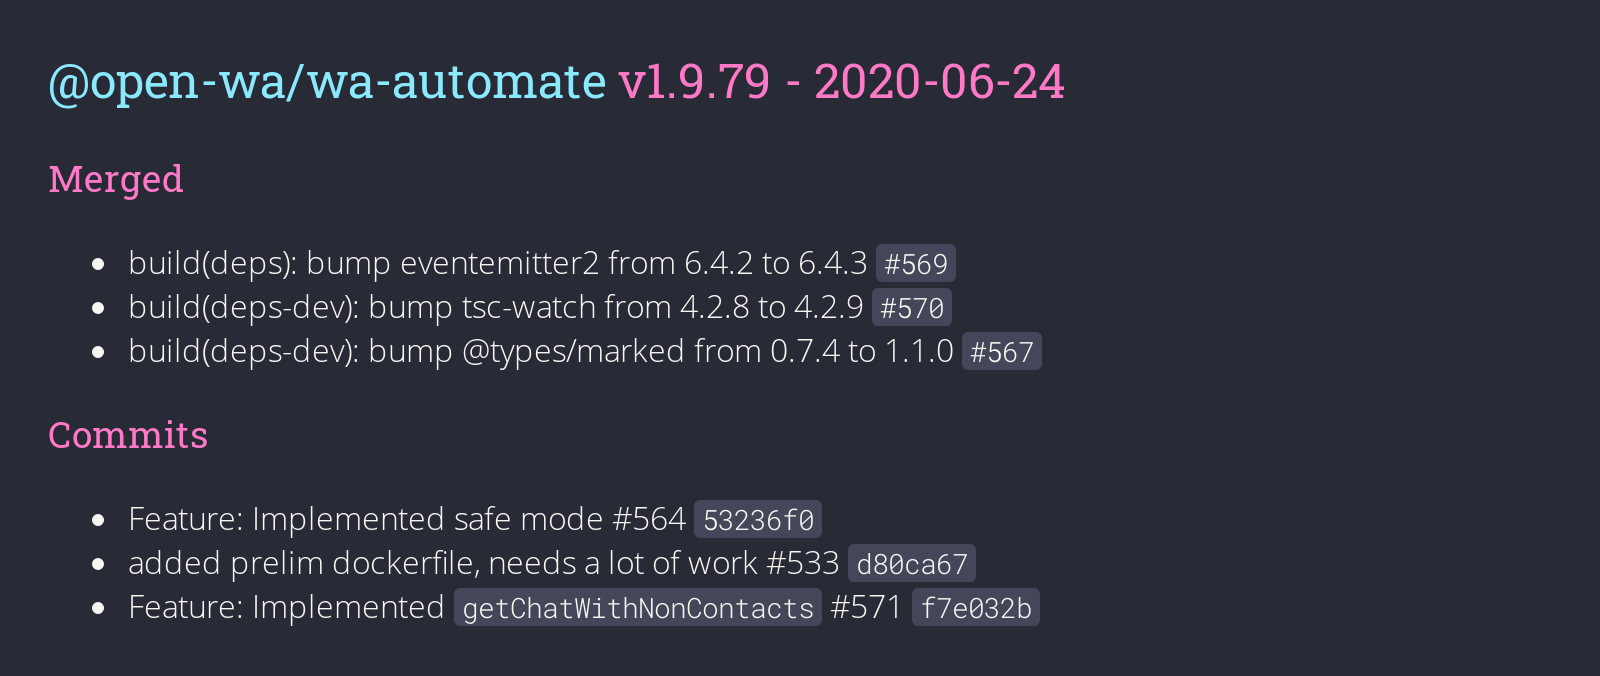 @open-wa/wa-automate v1.9.79 - 2020-06-24
Merged
build(deps): bump eventemitter2 from 6.4.2 to 6.4.3 #569
build(deps-dev): bump tsc-watch from 4.2.8 to 4.2.9 #570
build(deps-dev): bump @types/marked from 0.7.4 to 1.1.0 #567
Commits
Feature: Implemented safe mode #564 53236f0
added prelim dockerfile, needs a lot of work #533 d80ca67
Feature: Implemented getChatWithNonContacts #571 f7e032b